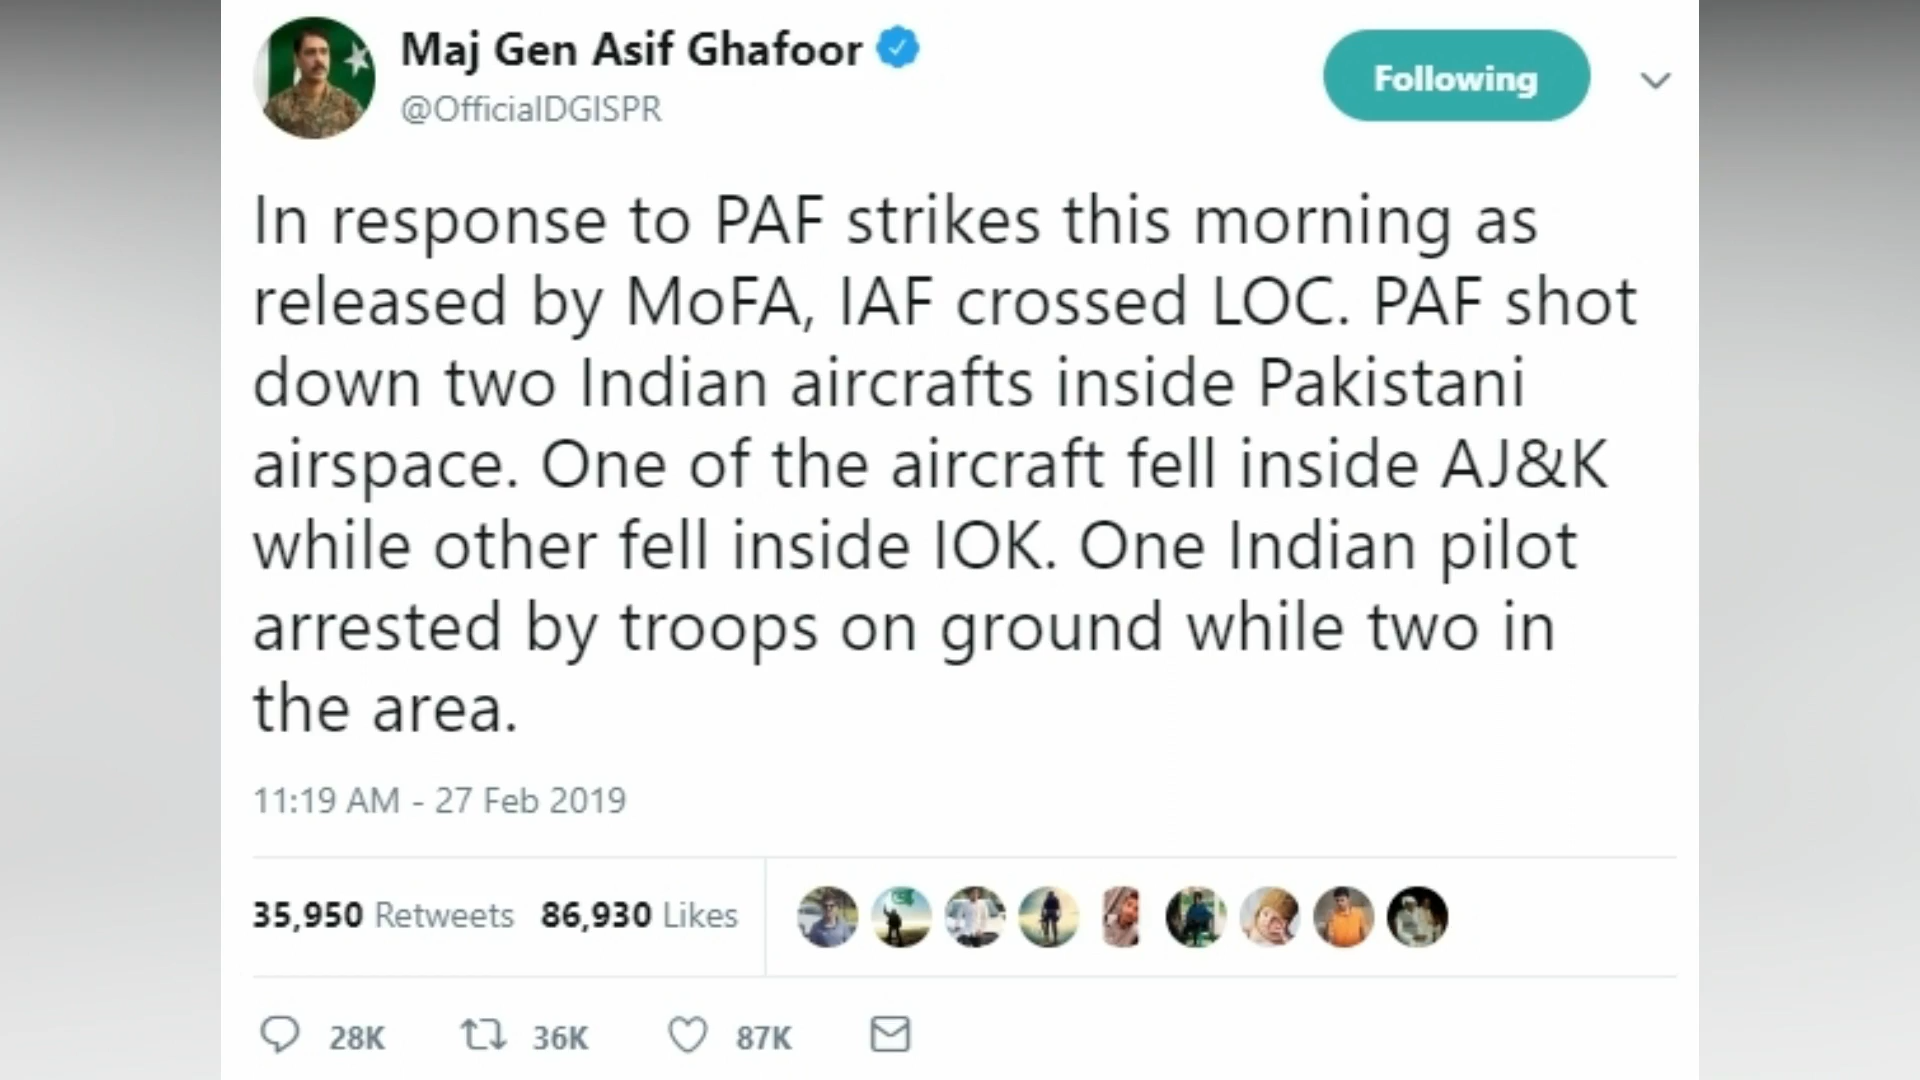 Maj Gen Asif Ghafoor
@OfficialDGISPR
Following
In response to PAF strikes this morning as
released by MoFA, IAF crossed LOC. PAF shot
down two Indian aircrafts inside Pakistani
airspace. One of the aircraft fell inside AJ&K
while other fell inside IOK. One Indian pilot
arrested by troops on ground while two in
the area.
11:19 AM - 27 Feb 2019
35,950 Retweets 86,930 Likes
28K 36K 87K